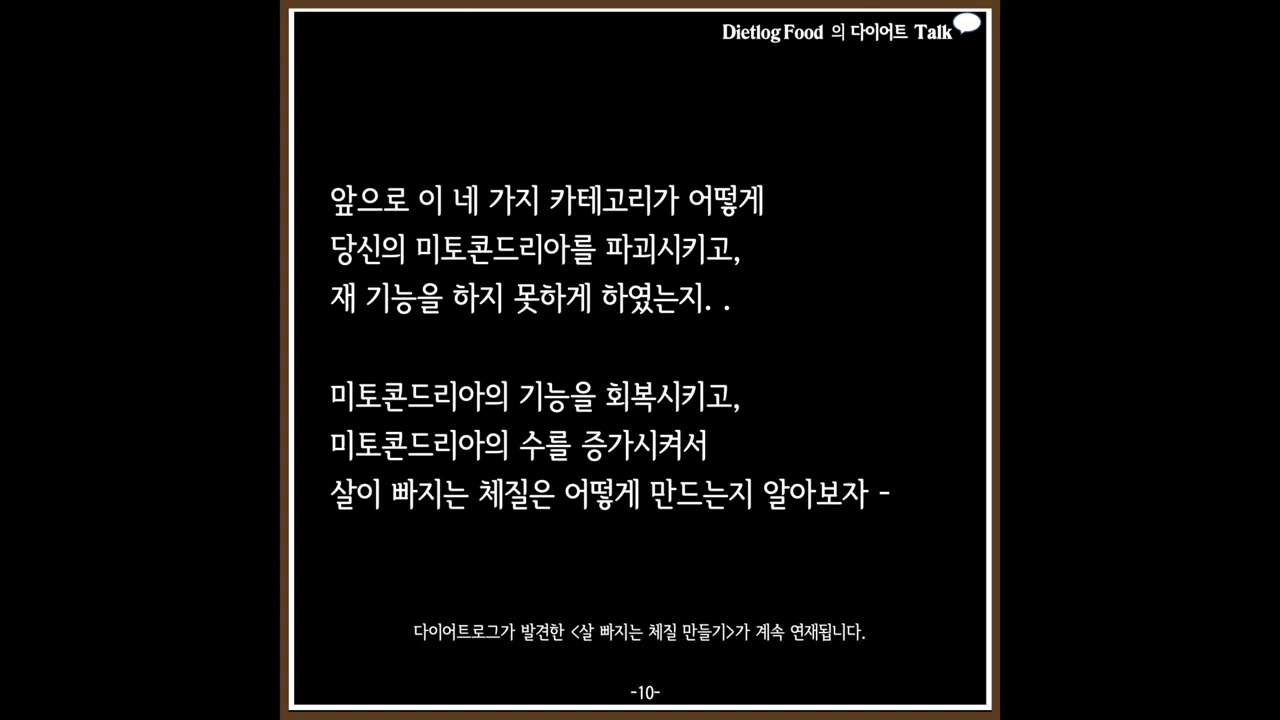 Dietlog Food 의 다이어트 Talk
앞으로 이 네 가지 카테고리가 어떻게
당신의 미토콘드리아를 파괴시키고,
재 기능을 하지 못하게 하였는지. .
미토콘드리아의 기능을 회복시키고,
미토콘드리아의 수를 증가시켜서
살이 빠지는 체질은 어떻게 만드는지 알아보자 -
다이어트로그가 발견한 <살 빠지는 체질 만들기>가 계속 연재됩니다.
-10-